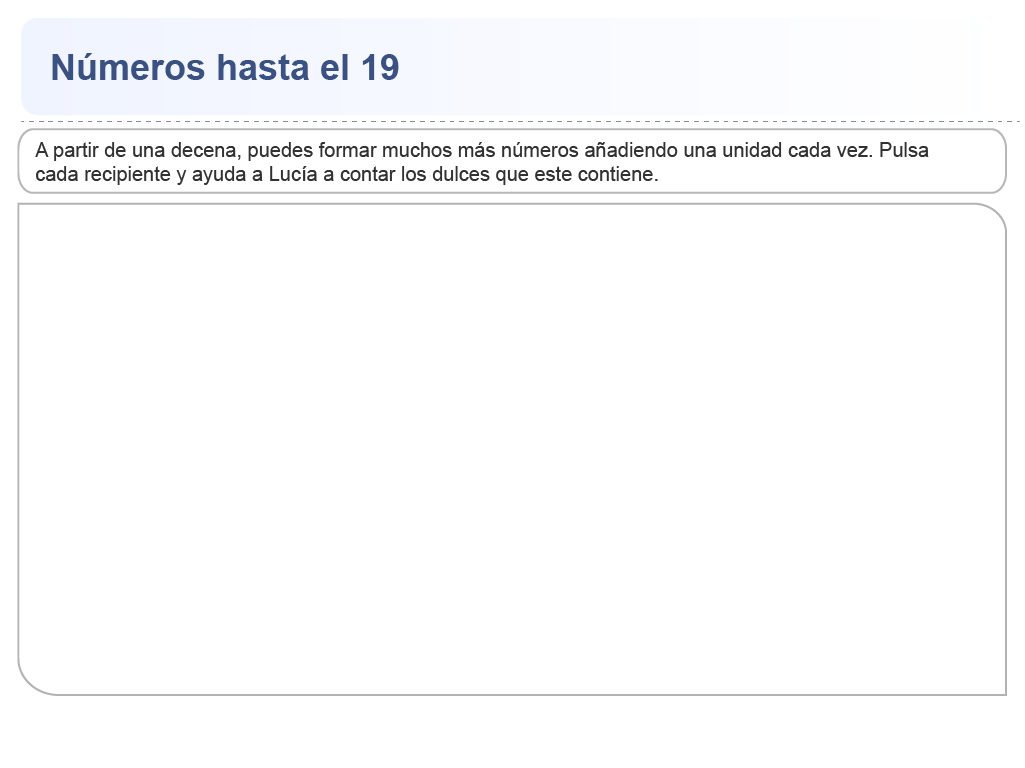 Números hasta el 19
A partir de una decena, puedes formar muchos más números añadiendo una unidad cada vez. Pulsa
cada recipiente y ayuda a Lucía a contar los dulces que este contiene.